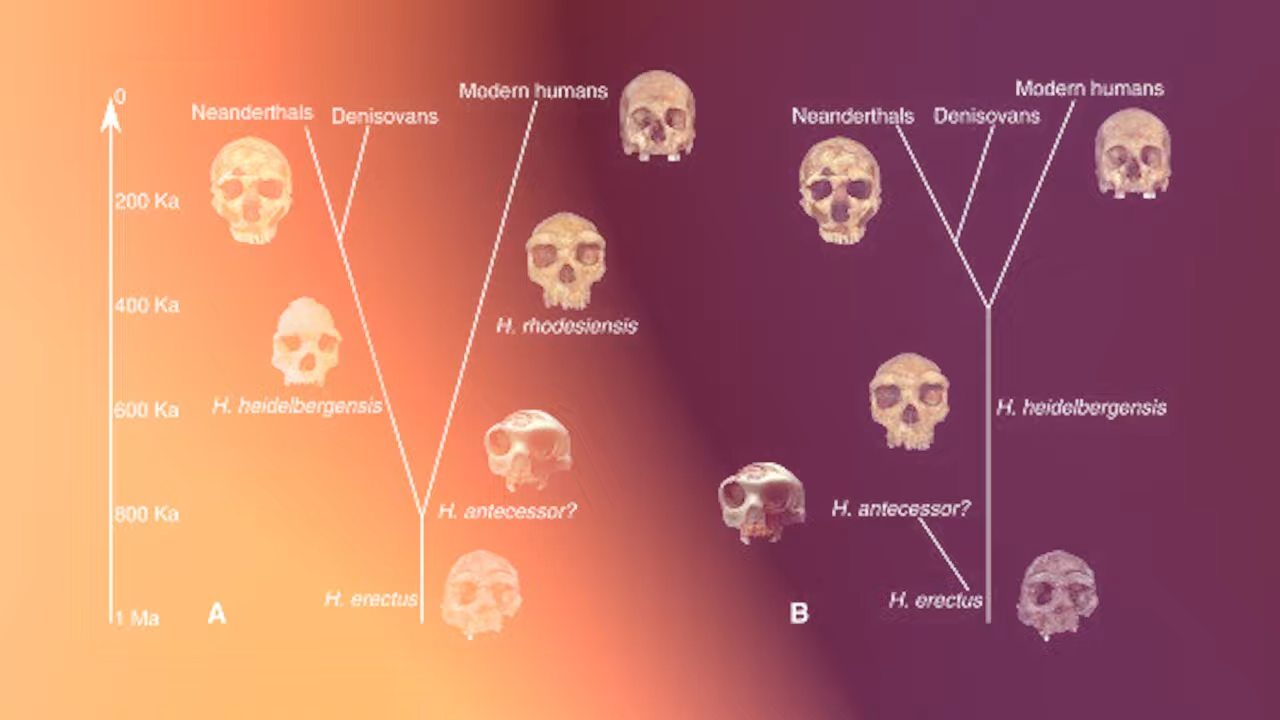 0
200 Ka
400 Ka
600 Ka
800 Ka
1 Ma
Neanderthals
Denisovans
Modern humans
H. rhodesiensis
H. heidelbergensis
H. antecessor?
H. erectus
A
Neanderthals
Denisovans
Modern humans
H. heidelbergensis
H. antecessor?
H. erectus
B